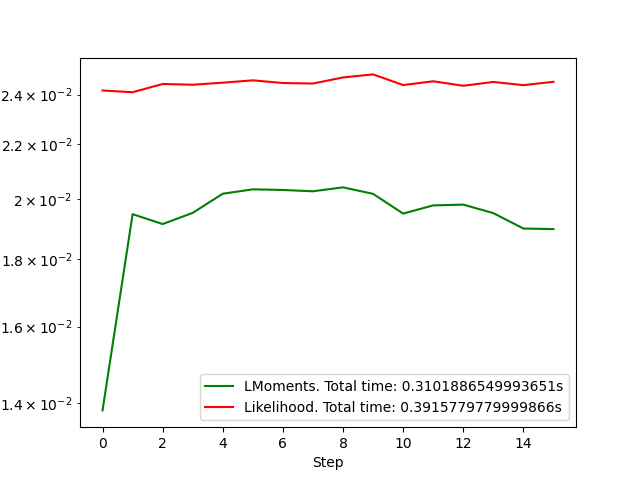 2.4 × 10⁻²
2.2 × 10⁻²
2 × 10⁻²
1.8 × 10⁻²
1.6 × 10⁻²
1.4 × 10⁻²
LMoments. Total time: 0.3101886549993651s
Likelihood. Total time: 0.3915779779999866s
0 2 4 6 8 10 12 14
Step